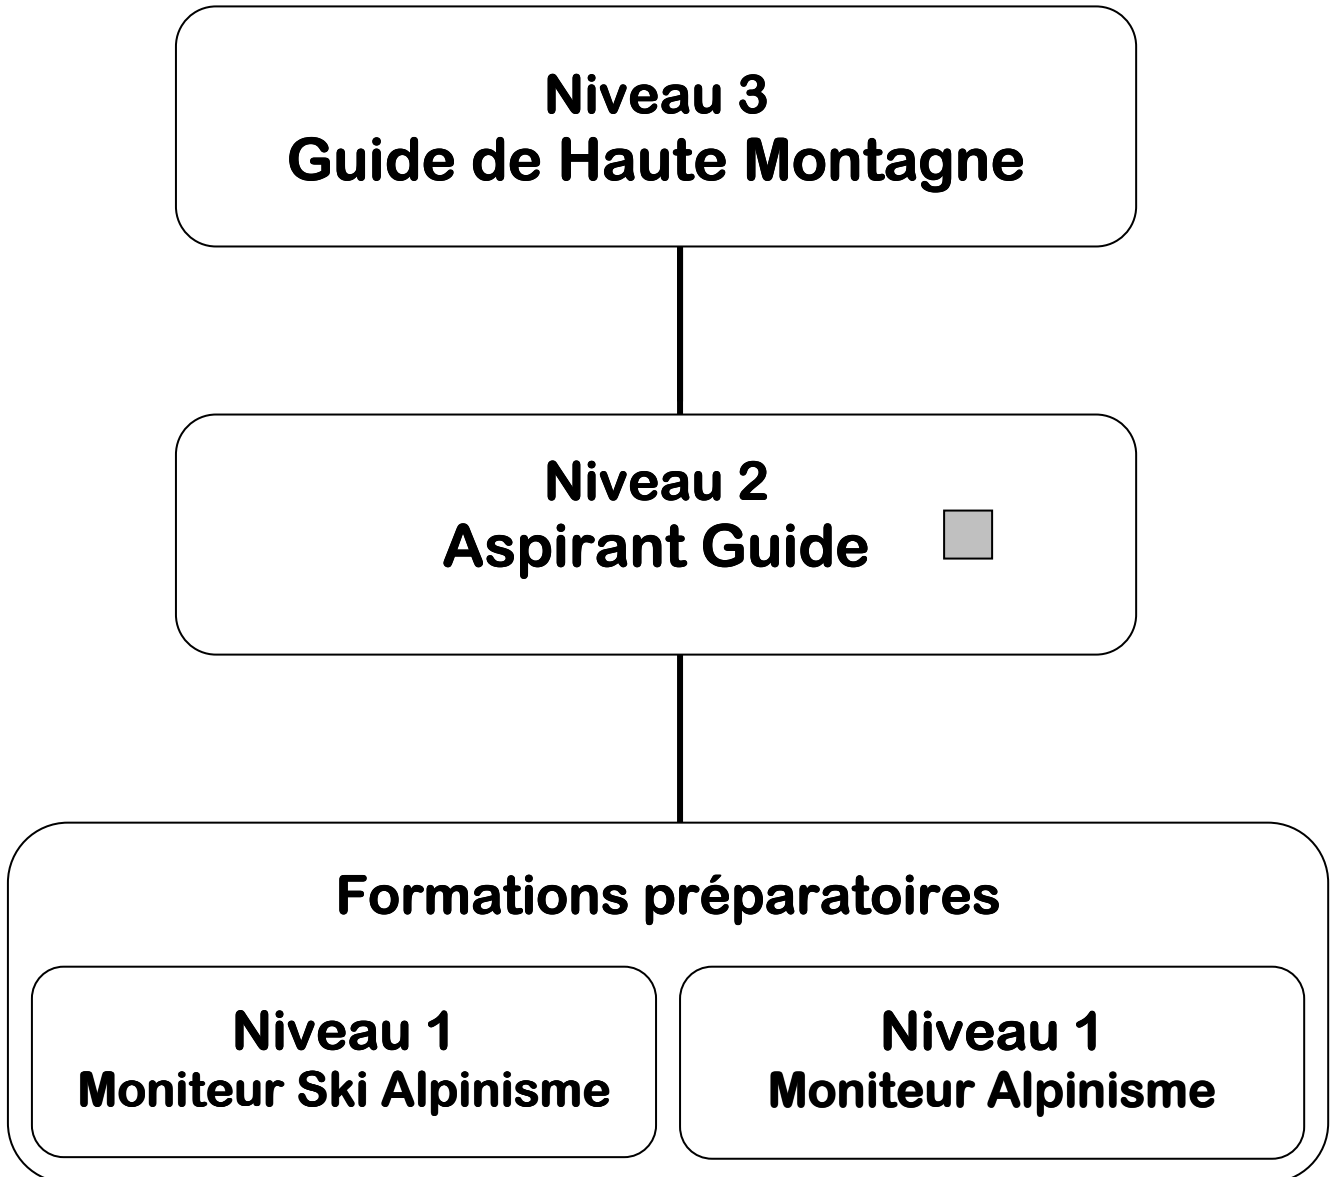 Niveau 3
Guide de Haute Montagne
Niveau 2
Aspirant Guide
Formations préparatoires
Niveau 1
Moniteur Ski Alpinisme
Niveau 1
Moniteur Alpinisme